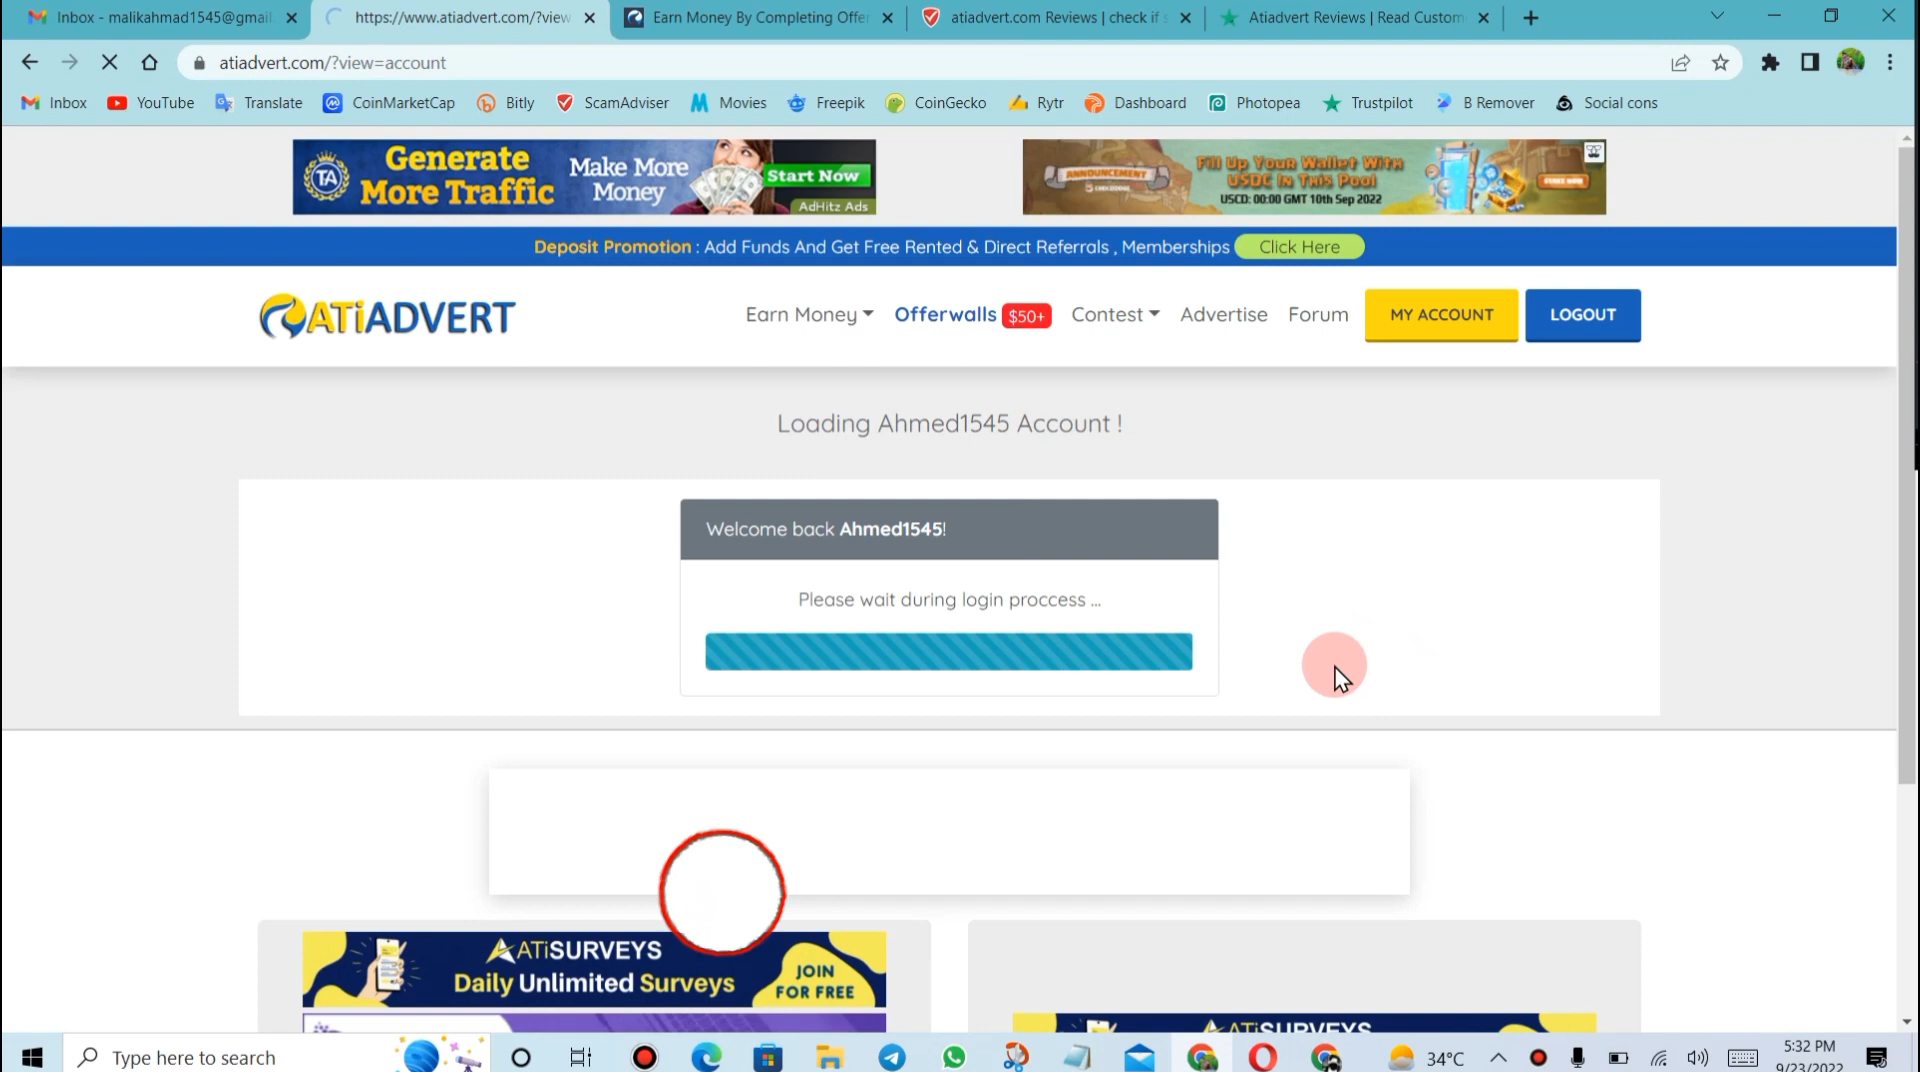 Inbox - malikahmad1545@gmail
https://www.atiadvert.com/?view
Earn Money By Completing Offe
atiadvert.com Reviews | check if s
Atiadvert Reviews | Read Custom
atiadvert.com/?view=account
Inbox
YouTube
Translate
CoinMarketCap
Bitly
ScamAdviser
Movies
Freepik
CoinGecko
Rytr
Dashboard
Photopea
Trustpilot
B Remover
Social cons
TA
Generate
More Traffic
Make More
Money
Start Now
AdHitz Ads
ANNOUNCEMENT
Fill Up Your Wallet With
USDC In This Pool
USCD: 00:00 GMT 10th Sep 2022
Deposit Promotion : Add Funds And Get Free Rented & Direct Referrals , Memberships
Click Here
ATiADVERT
Earn Money
Offerwalls
$50+
Contest
Advertise
Forum
MY ACCOUNT
LOGOUT
Loading Ahmed1545 Account !
Welcome back Ahmed1545!
Please wait during login proccess ...
ATiSURVEYS
Daily Unlimited Surveys
JOIN
FOR FREE
ATiSURVEYS
Type here to search
34°C
5:32 PM
9/23/2022